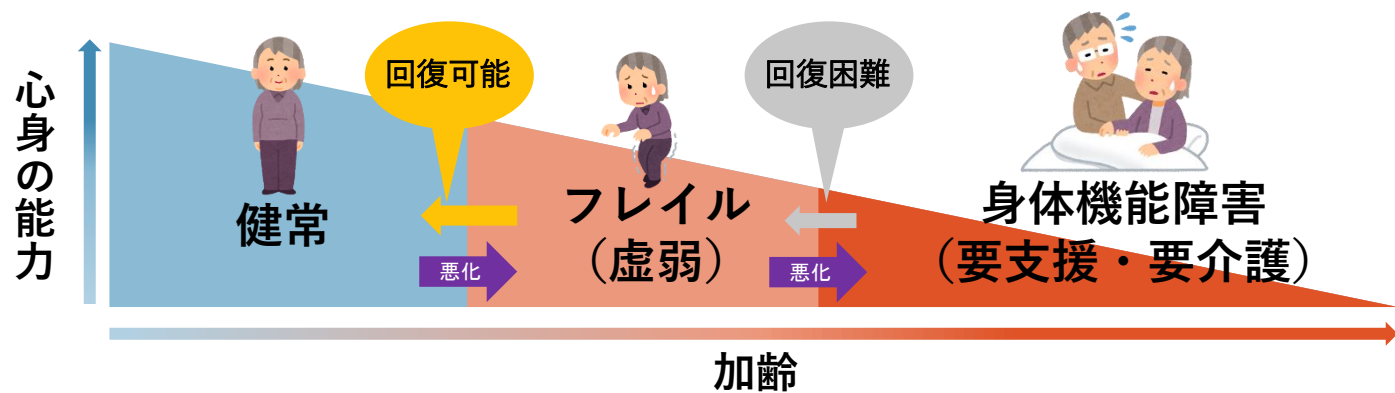 心身の能力
回復可能
回復困難
健常
フレイル
（虚弱）
身体機能障害
（要支援・要介護）
悪化
悪化
加齢